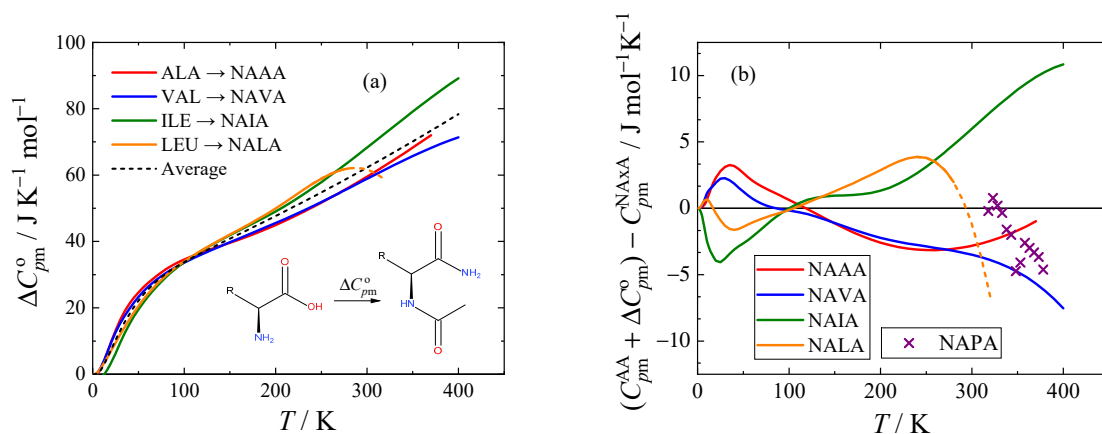 100
80
60
40
20
0
ΔC°pm / J K⁻¹ mol⁻¹
ALA → NAAA
VAL → NAVA
ILE → NAIA
LEU → NALA
Average
(a)
R
O
OH
NH₂
ΔC°pm
O
R
NH₂
HN
O
0 100 200 300 400
T / K
10
5
0
−5
−10
(C^AA_pm + ΔC°pm) − C^NAxA_pm / J mol⁻¹K⁻¹
(b)
NAAA
NAVA
NAIA
NALA
NAPA
0 100 200 300 400
T / K